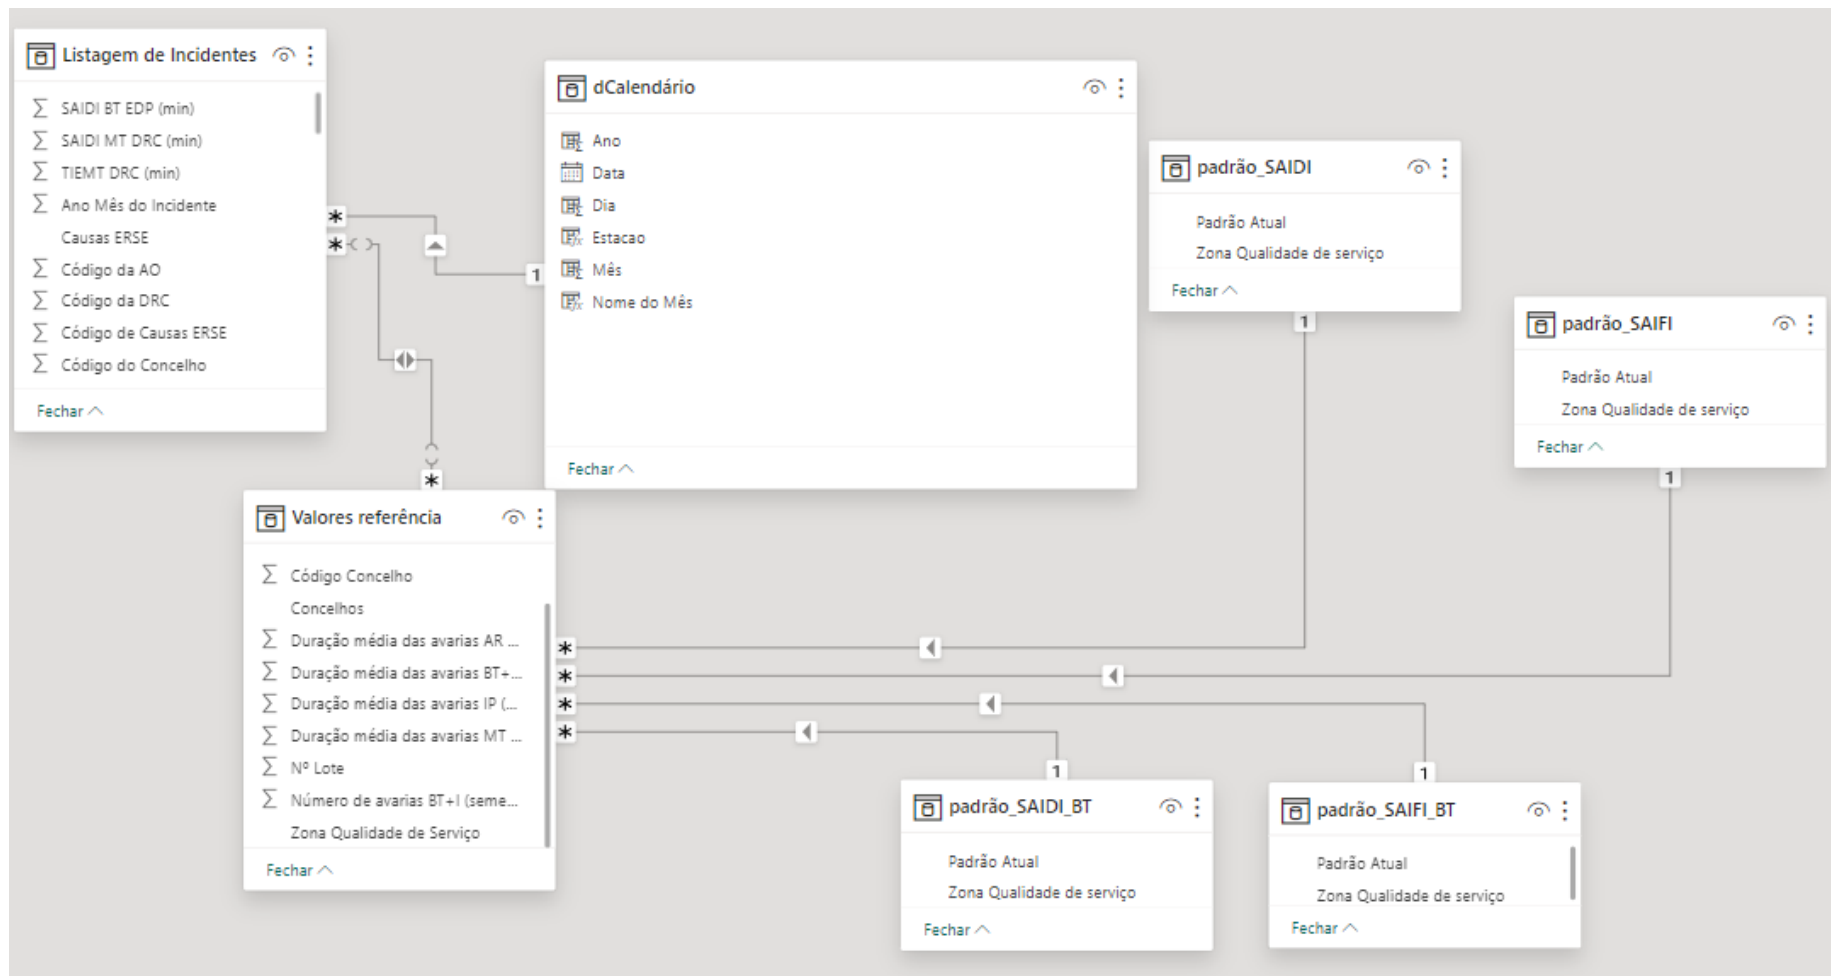 Listagem de Incidentes
SAIDI BT EDP (min)
SAIDI MT DRC (min)
TIEMT DRC (min)
Ano Mês do Incidente
Causas ERSE
Código da AO
Código da DRC
Código de Causas ERSE
Código do Concelho
Fechar
dCalendário
Ano
Data
Dia
Estacao
Mês
Nome do Mês
Fechar
padrão_SAIDI
Padrão Atual
Zona Qualidade de serviço
Fechar
padrão_SAIFI
Padrão Atual
Zona Qualidade de serviço
Fechar
*
*
1
1
1
*
Valores referência
Código Concelho
Concelhos
Duração média das avarias AR ...
Duração média das avarias BT+...
Duração média das avarias IP (...
Duração média das avarias MT ...
Nº Lote
Número de avarias BT+I (seme...
Zona Qualidade de Serviço
Fechar
*
*
*
*
1
1
padrão_SAIDI_BT
Padrão Atual
Zona Qualidade de serviço
Fechar
padrão_SAIFI_BT
Padrão Atual
Zona Qualidade de serviço
Fechar